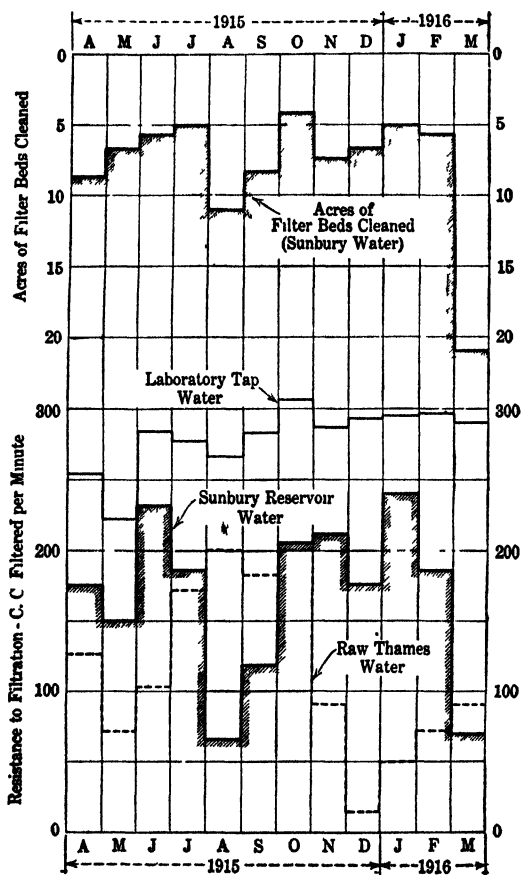 1915 1916
A M J J A S O N D J F M
0 0
5 5
10 10
15 15
20 20
Acres of Filter Beds Cleaned
Acres of
Filter Beds Cleaned
(Sunbury Water)
Laboratory Tap
Water
300 300
Resistance to Filtration - C. C Filtered per Minute
Sunbury Reservoir
Water
200 200
Raw Thames
Water
100 100
0 0
A M J J A S O N D J F M
1915 1916